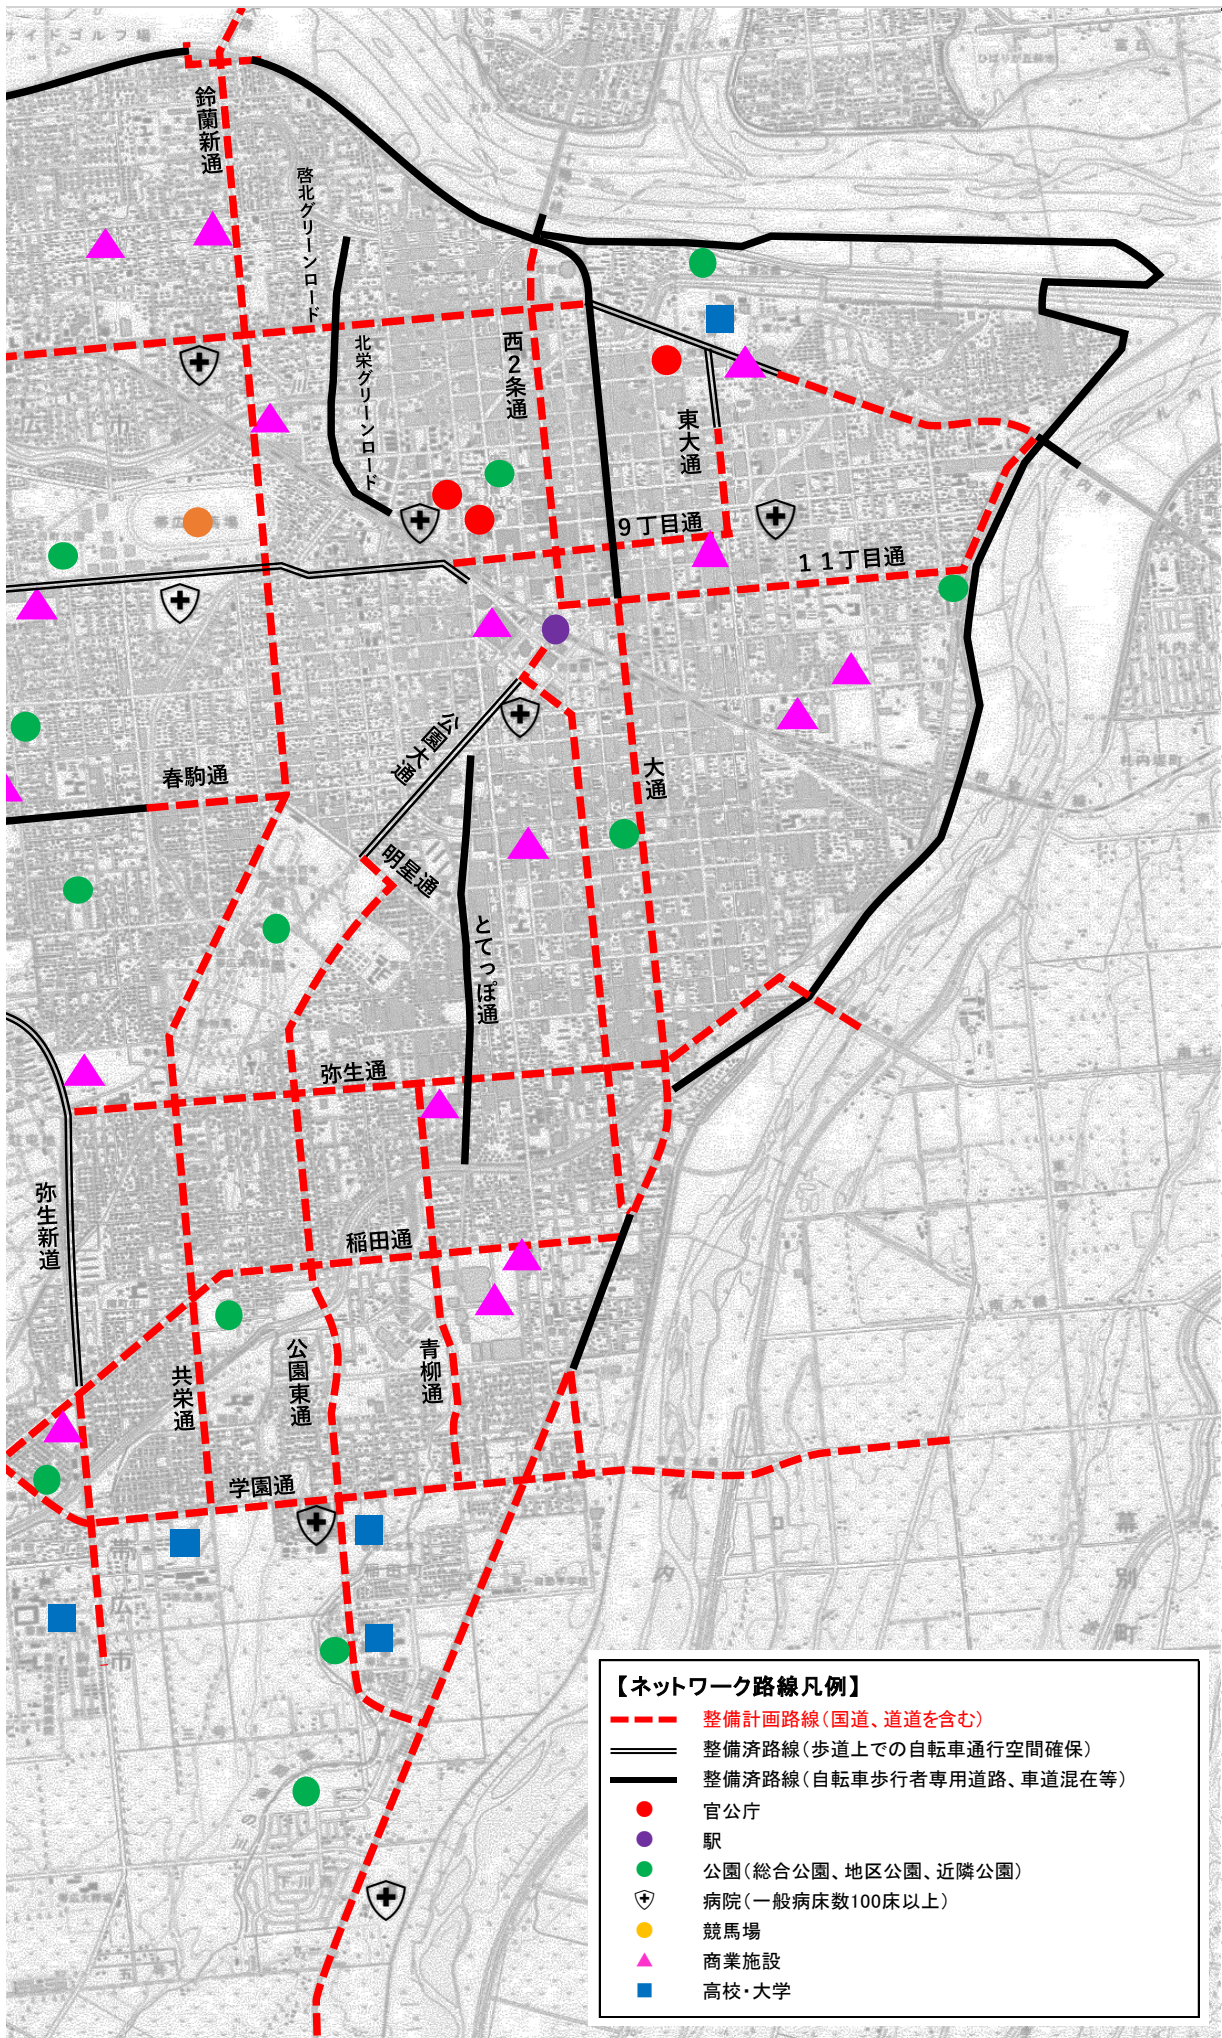 鈴蘭新通
啓北グリーンロード
北栄グリーンロード
西2条通
東大通
9丁目通
11丁目通
公園大通
春駒通
大通
明星通
とてっぽ通
弥生通
弥生新道
稲田通
共栄通
公園東通
青柳通
学園通
帯広市
幕別町
【ネットワーク路線凡例】
整備計画路線(国道、道道を含む)
整備済路線(歩道上での自転車通行空間確保)
整備済路線(自転車歩行者専用道路、車道混在等)
官公庁
駅
公園(総合公園、地区公園、近隣公園)
病院(一般病床数100床以上)
競馬場
商業施設
高校・大学